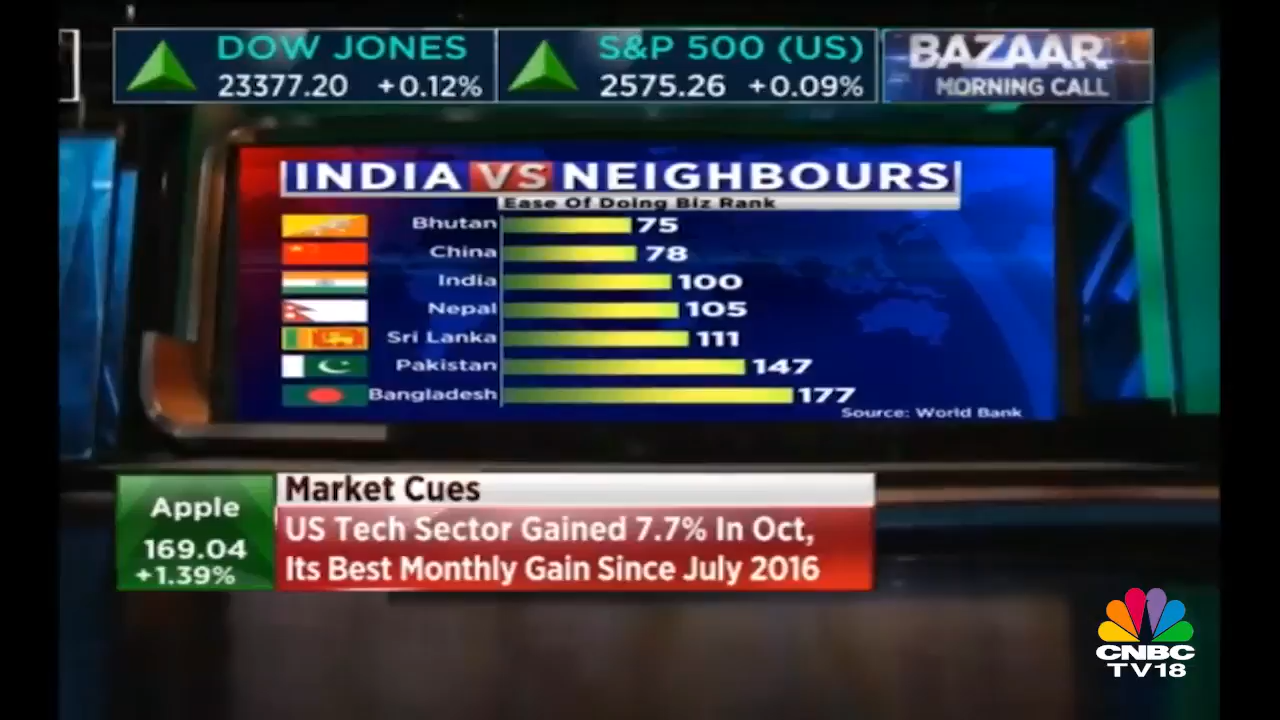 DOW JONES
23377.20 +0.12%
S&P 500 (US)
2575.26 +0.09%
BAZAAR
MORNING CALL
INDIA VS NEIGHBOURS
Ease Of Doing Biz Rank
Bhutan 75
China 78
India 100
Nepal 105
Sri Lanka 111
Pakistan 147
Bangladesh 177
Source: World Bank
Apple
169.04
+1.39%
Market Cues
US Tech Sector Gained 7.7% In Oct,
Its Best Monthly Gain Since July 2016
CNBC
TV18